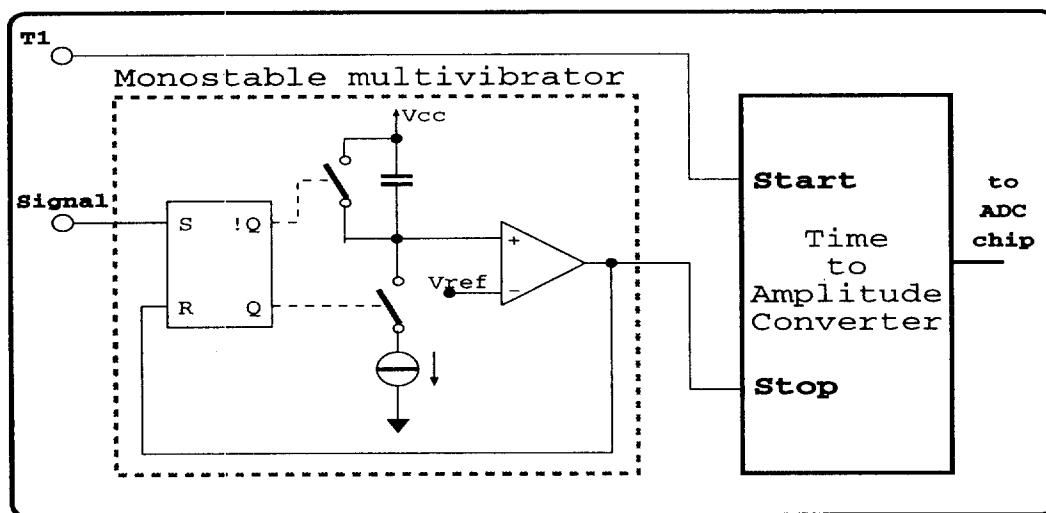 T1
Monostable multivibrator
Vcc
Signal
S !Q
R Q
+
Vref
−
Start
Time
to
Amplitude
Converter
Stop
to
ADC
chip